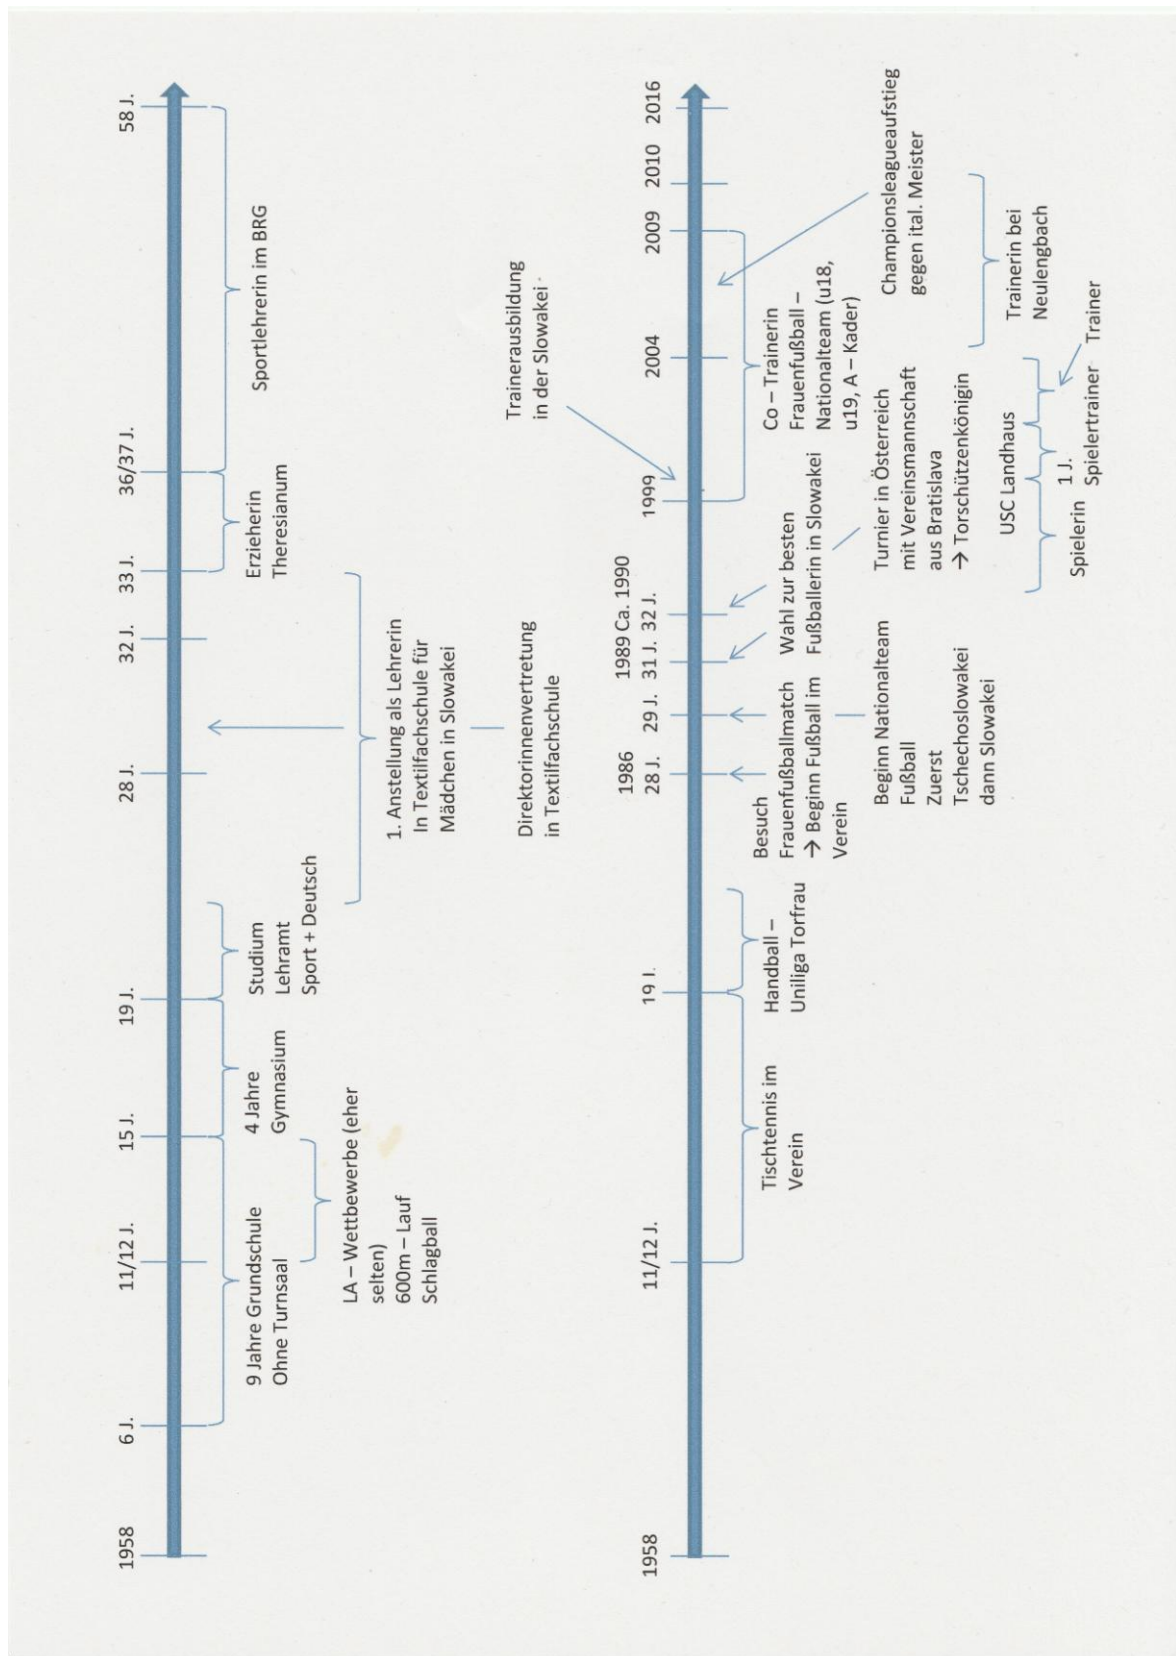 1958
6 J.
11/12 J.
15 J.
19 J.
28 J.
32 J.
33 J.
36/37 J.
58 J.
9 Jahre Grundschule
Ohne Turnsaal
4 Jahre
Gymnasium
Studium
Lehramt
Sport + Deutsch
Erzieherin
Theresianum
Sportlehrerin im BRG
LA – Wettbewerbe (eher
selten)
600m – Lauf
Schlagball
1. Anstellung als Lehrerin
In Textilfachschule für
Mädchen in Slowakei
Direktorinnenvertretung
in Textfachschule
Trainerausbildung
in der Slowakei
1958
11/12 J.
19 J.
1986
28 J.
29 J.
1989
31 J.
Ca. 1990
32 J.
1999
2004
2009
2010
2016
Tischtennis im
Verein
Handball –
Uniliga Torfrau
Besuch
Frauenfußballmatch
→ Beginn Fußball im
Verein
Wahl zur besten
Fußballerin in Slowakei
Co – Trainerin
Frauenfußball –
Nationalteam (u18,
u19, A – Kader)
Beginn Nationalteam
Fußball
Zuerst
Tschechoslowakei
dann Slowakei
Turnier in Österreich
mit Vereinsmannschaft
aus Bratislava
→ Torschützenkönigin
Championsleagueaufstieg
gegen ital. Meister
USC Landhaus
Trainerin bei
Neulengbach
Spielerin
1 J.
Spielertrainer
Trainer